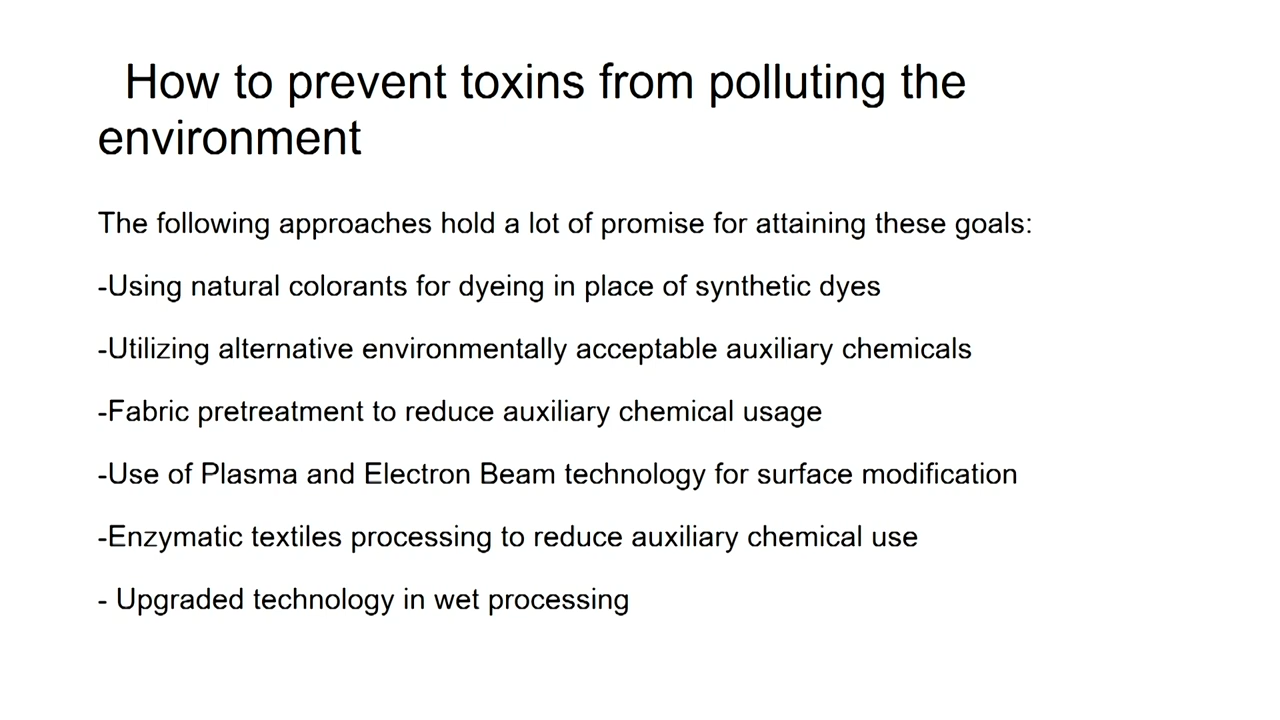 How to prevent toxins from polluting the
environment
The following approaches hold a lot of promise for attaining these goals:
-Using natural colorants for dyeing in place of synthetic dyes
-Utilizing alternative environmentally acceptable auxiliary chemicals
-Fabric pretreatment to reduce auxiliary chemical usage
-Use of Plasma and Electron Beam technology for surface modification
-Enzymatic textiles processing to reduce auxiliary chemical use
- Upgraded technology in wet processing